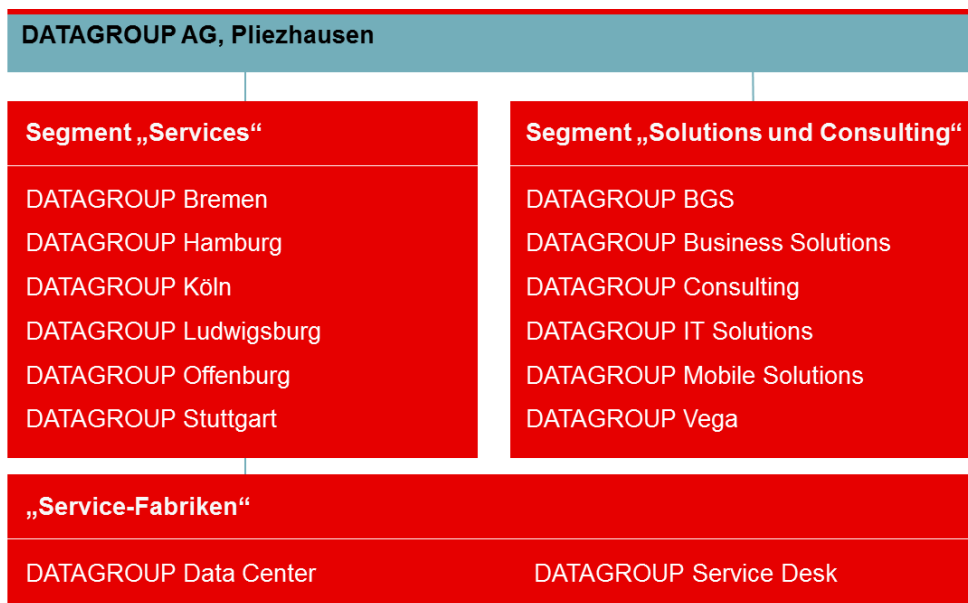 DATAGROUP AG, Pliezhausen
Segment „Services“
DATAGROUP Bremen
DATAGROUP Hamburg
DATAGROUP Köln
DATAGROUP Ludwigsburg
DATAGROUP Offenburg
DATAGROUP Stuttgart
Segment „Solutions und Consulting“
DATAGROUP BGS
DATAGROUP Business Solutions
DATAGROUP Consulting
DATAGROUP IT Solutions
DATAGROUP Mobile Solutions
DATAGROUP Vega
„Service-Fabriken“
DATAGROUP Data Center
DATAGROUP Service Desk